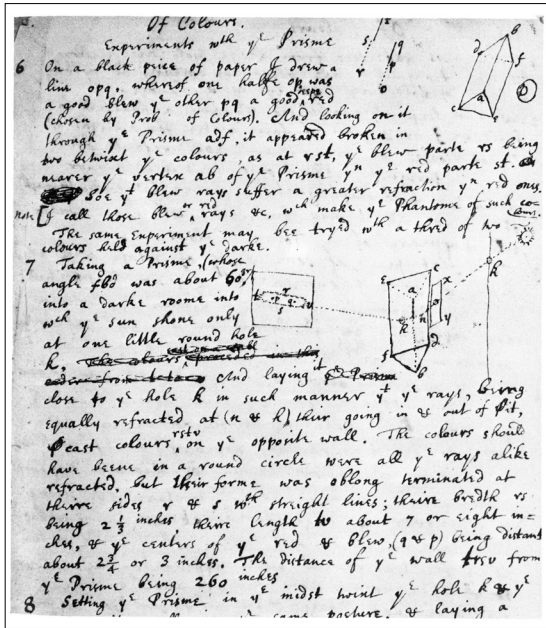 Of Colours.
Experiments wth ye Prisme
6 On a black peice of paper I drew a
line opq, whereof one halfe op was
a good blew ye other pq a good deepe red
(chosen by Prob of Colours). And looking on it
through ye Prisme adf, it appeared broken in
two betwixt ye colours, as at rst, ye blew parte rs being
nearer ye vertex ab of ye Prisme yn ye red parte st.
Soe yt blew rays suffer a greater refraction yn red ones.
note [I call those blew or red rays &c, wch make ye Phantome of such colours
The same Experiment may bee tryed wth a thred of two
colours held against ye darke.
7 Taking a Prisme, (whose
angle fbd was about 60gr)
into a darke roome into
wch ye sun shone only
at one little round hole
k, And laying it
close to ye hole k in such manner yt ye rays, being
equally refracted at (n & h) their going in & out of it,
cast colours rstv on ye opposite wall. The colours should
have beene in a round circle were all ye rays alike
refracted, but their forme was oblong terminated at
theire sides r & s wth streight lines; theire bredth rs
being 2 1/3 inches, theire length tv about 7 or eight in=
ches, & ye centers of ye red & blew, (q & p) being distant
about 2 3/4 or 3 inches. The distance of ye wall trsv from
ye Prisme being 260 inches
8 Setting ye Prisme in ye midst twixt ye hole k & ye
same posture, & laying a